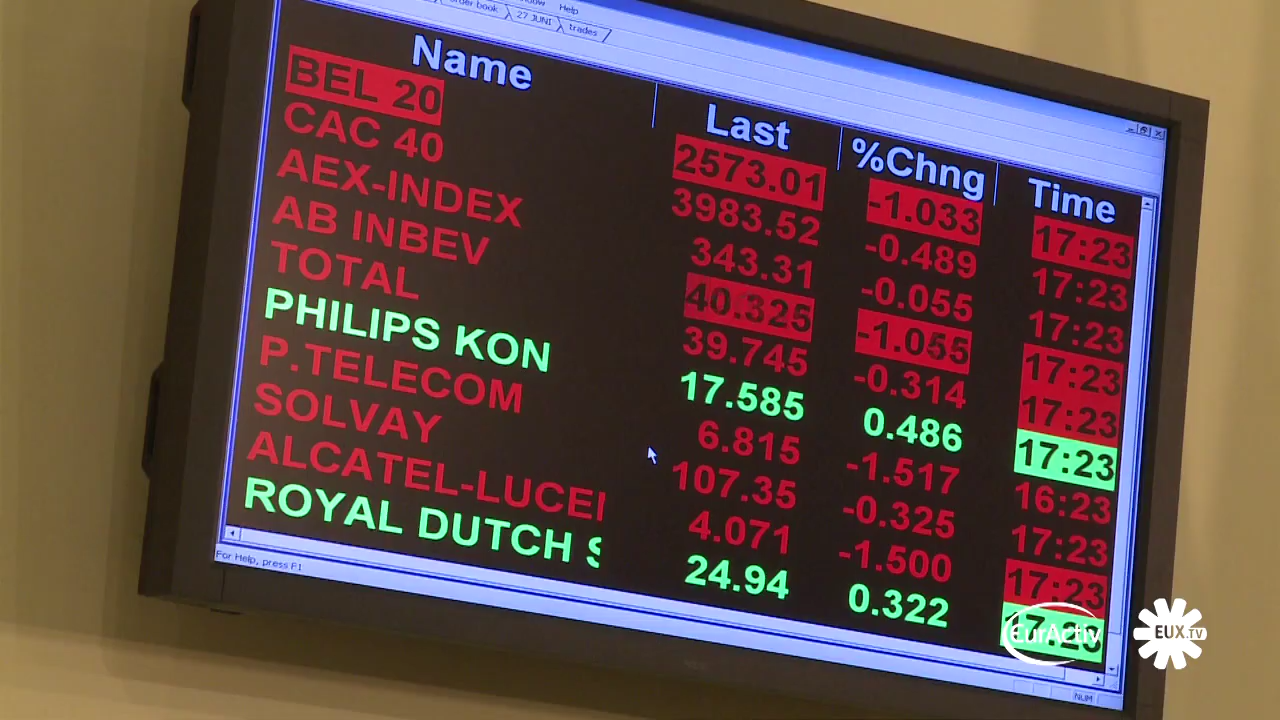 order book 27 JUNI trades
Help
Name Last %Chng Time
BEL 20 2573.01 -1.033 17:23
CAC 40 3983.52 -0.489 17:23
AEX-INDEX 343.31 -0.055 17:23
AB INBEV 40.325 -1.055 17:23
TOTAL 39.745 -0.314 17:23
PHILIPS KON 17.585 0.486 17:23
P.TELECOM 6.815 -1.517 16:23
SOLVAY 107.35 -0.325 17:23
ALCATEL-LUCE 4.071 -1.500 17:23
ROYAL DUTCH S 24.94 0.322 17:23
For Help, press F1
NUM
EurActiv
EUX.TV